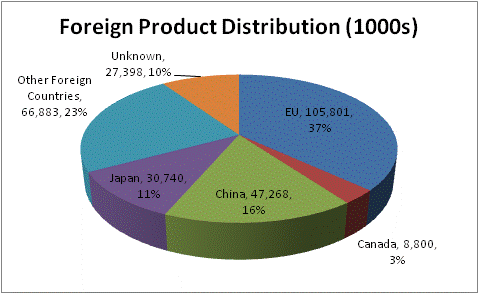 Foreign Product Distribution (1000s)
Unknown,
27,398, 10%
Other Foreign
Countries,
66,883, 23%
EU, 105,801,
37%
Japan, 30,740,
11%
China, 47,268,
16%
Canada, 8,800,
3%